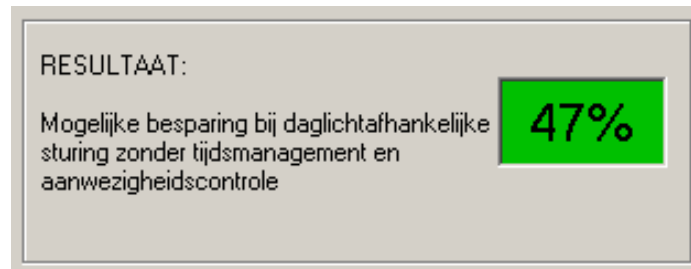 RESULTAAT:
Mogelijke besparing bij daglichtafhankelijke
sturing zonder tijdsmanagement en
aanwezigheidscontrole
47%